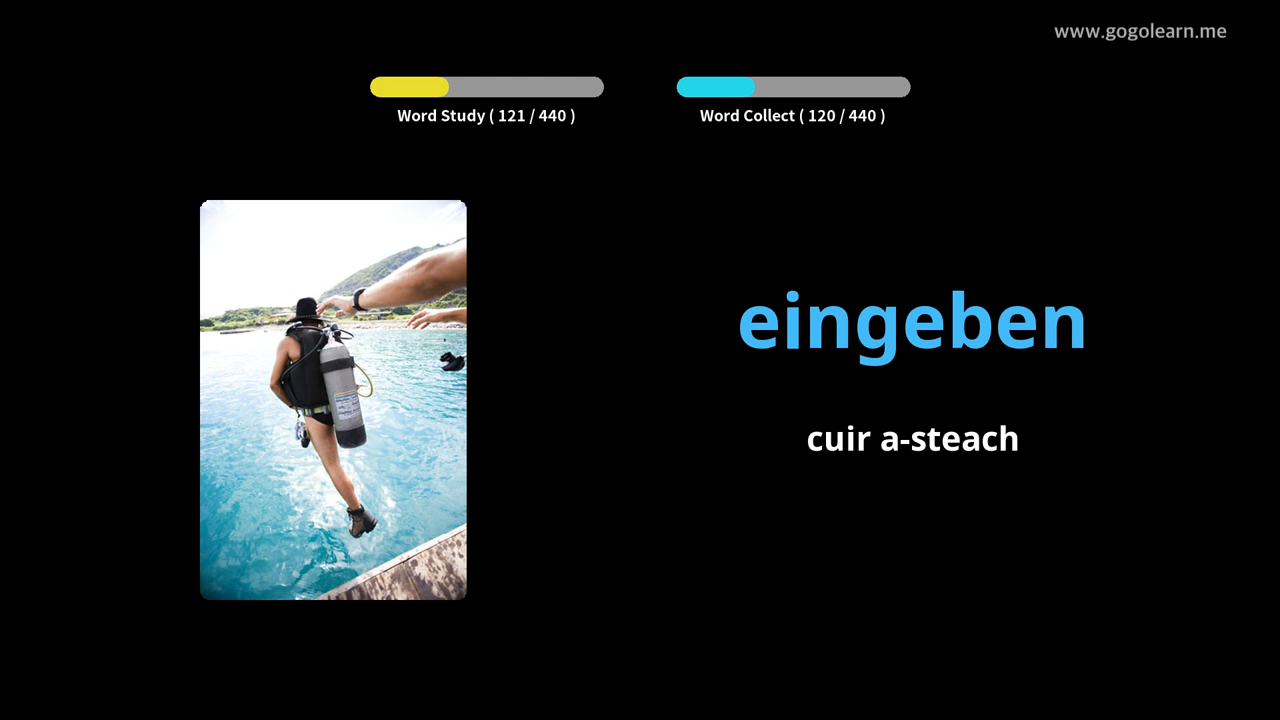 www.gogolearn.me
Word Study ( 121 / 440 )
Word Collect ( 120 / 440 )
eingeben
cuir a-steach